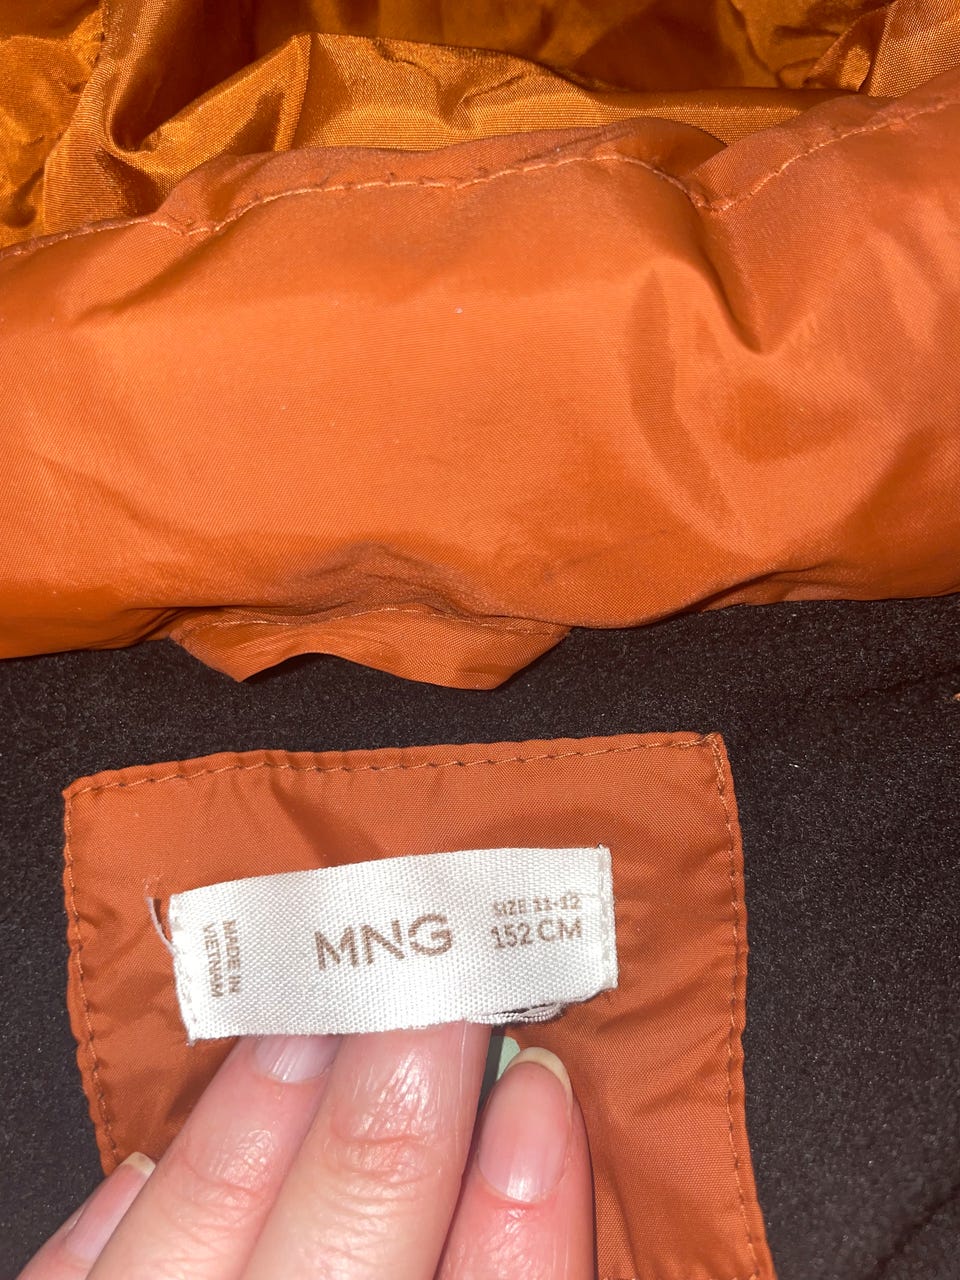 MADE IN
VIETNAM
MNG
SIZE 11-12
152 CM